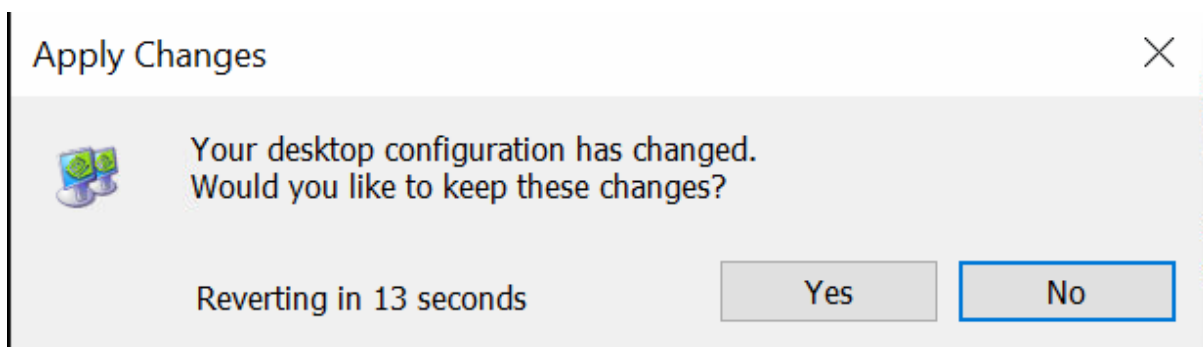 Apply Changes
Your desktop configuration has changed.
Would you like to keep these changes?
Reverting in 13 seconds
Yes
No